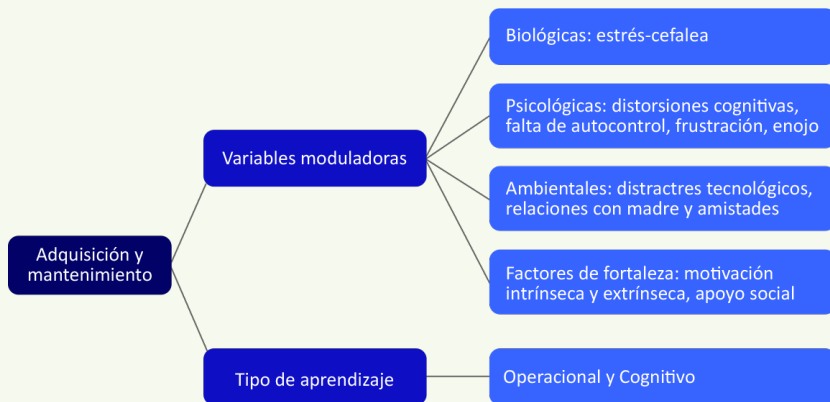 Biológicas: estrés-cefalea
Psicológicas: distorsiones cognitivas,
falta de autocontrol, frustración, enojo
Variables moduladoras
Ambientales: distractres tecnológicos,
relaciones con madre y amistades
Adquisición y
mantenimiento
Factores de fortaleza: motivación
intrínseca y extrínseca, apoyo social
Tipo de aprendizaje
Operacional y Cognitivo